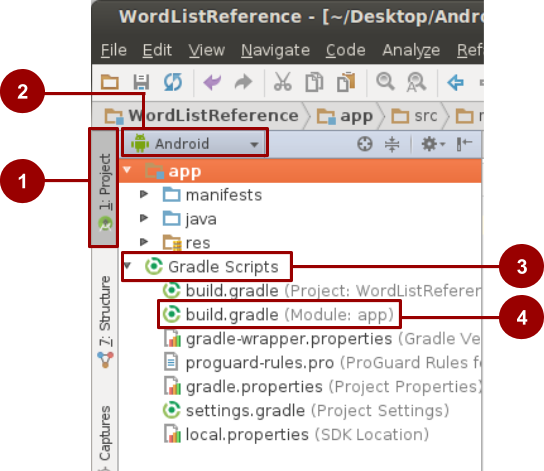 WordListReference - [~/Desktop/Andro
File Edit View Navigate Code Analyze Ref
2
WordListReference app src
Android
1
1: Project
app
manifests
java
res
Gradle Scripts
3
build.gradle (Project: WordListReferen
build.gradle (Module: app)
4
7: Structure
gradle-wrapper.properties (Gradle Ve
proguard-rules.pro (ProGuard Rules fo
gradle.properties (Project Properties)
settings.gradle (Project Settings)
local.properties (SDK Location)
Captures